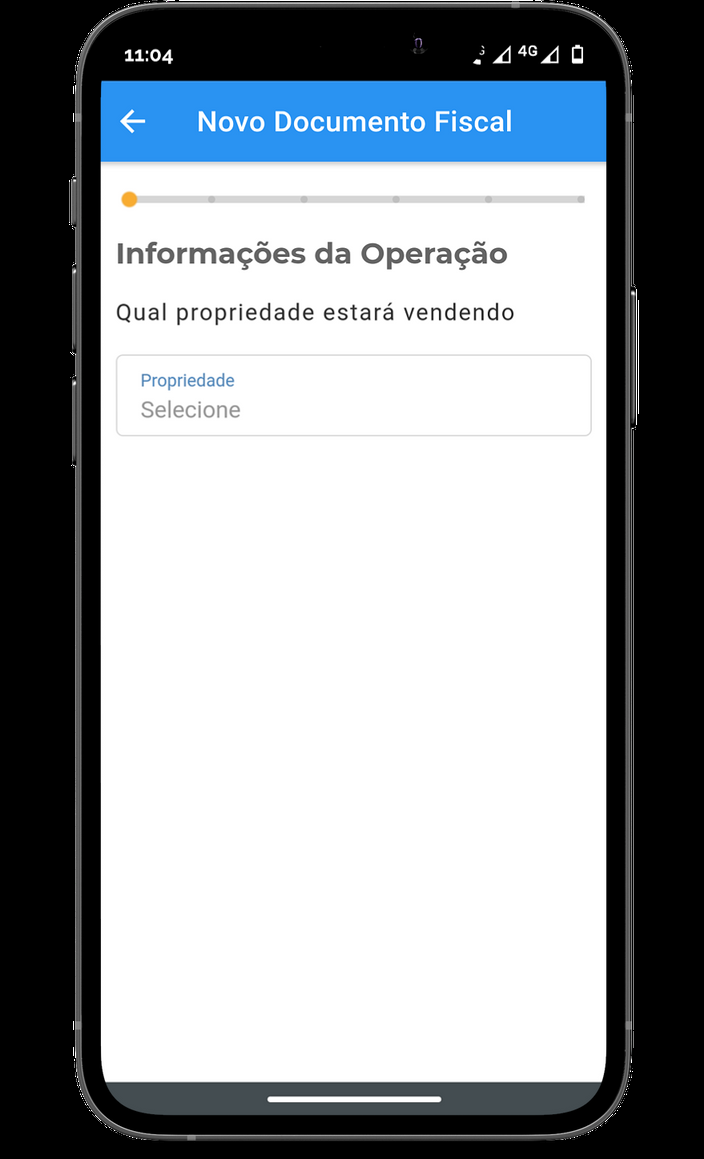 11:04
4G
Novo Documento Fiscal
Informações da Operação
Qual propriedade estará vendendo
Propriedade
Selecione